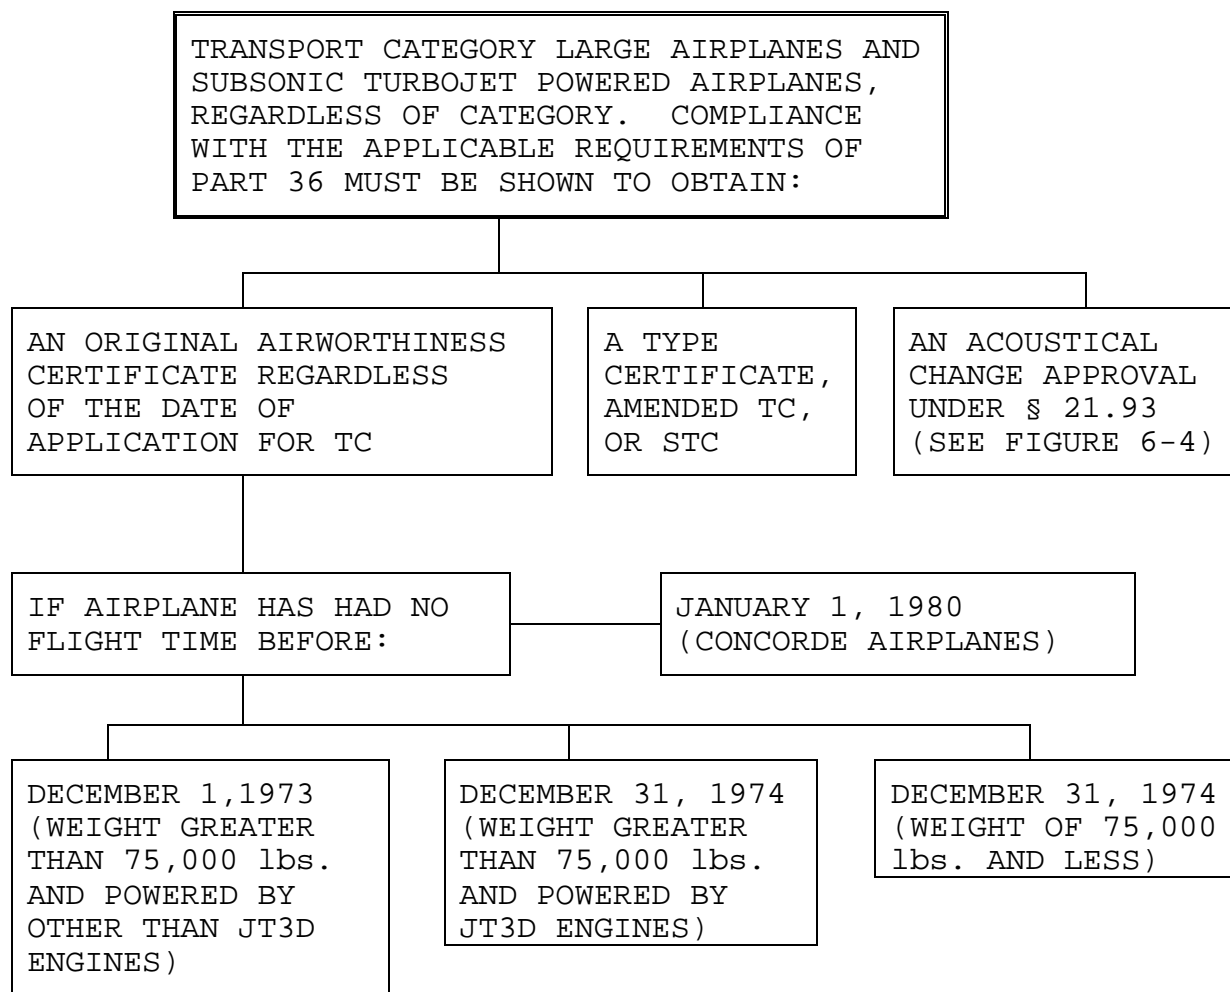 TRANSPORT CATEGORY LARGE AIRPLANES AND
SUBSONIC TURBOJET POWERED AIRPLANES,
REGARDLESS OF CATEGORY. COMPLIANCE
WITH THE APPLICABLE REQUIREMENTS OF
PART 36 MUST BE SHOWN TO OBTAIN:
AN ORIGINAL AIRWORTHINESS
CERTIFICATE REGARDLESS
OF THE DATE OF
APPLICATION FOR TC
A TYPE
CERTIFICATE,
AMENDED TC,
OR STC
AN ACOUSTICAL
CHANGE APPROVAL
UNDER § 21.93
(SEE FIGURE 6-4)
IF AIRPLANE HAS HAD NO
FLIGHT TIME BEFORE:
JANUARY 1, 1980
(CONCORDE AIRPLANES)
DECEMBER 1,1973
(WEIGHT GREATER
THAN 75,000 lbs.
AND POWERED BY
OTHER THAN JT3D
ENGINES)
DECEMBER 31, 1974
(WEIGHT GREATER
THAN 75,000 lbs.
AND POWERED BY
JT3D ENGINES)
DECEMBER 31, 1974
(WEIGHT OF 75,000
lbs. AND LESS)